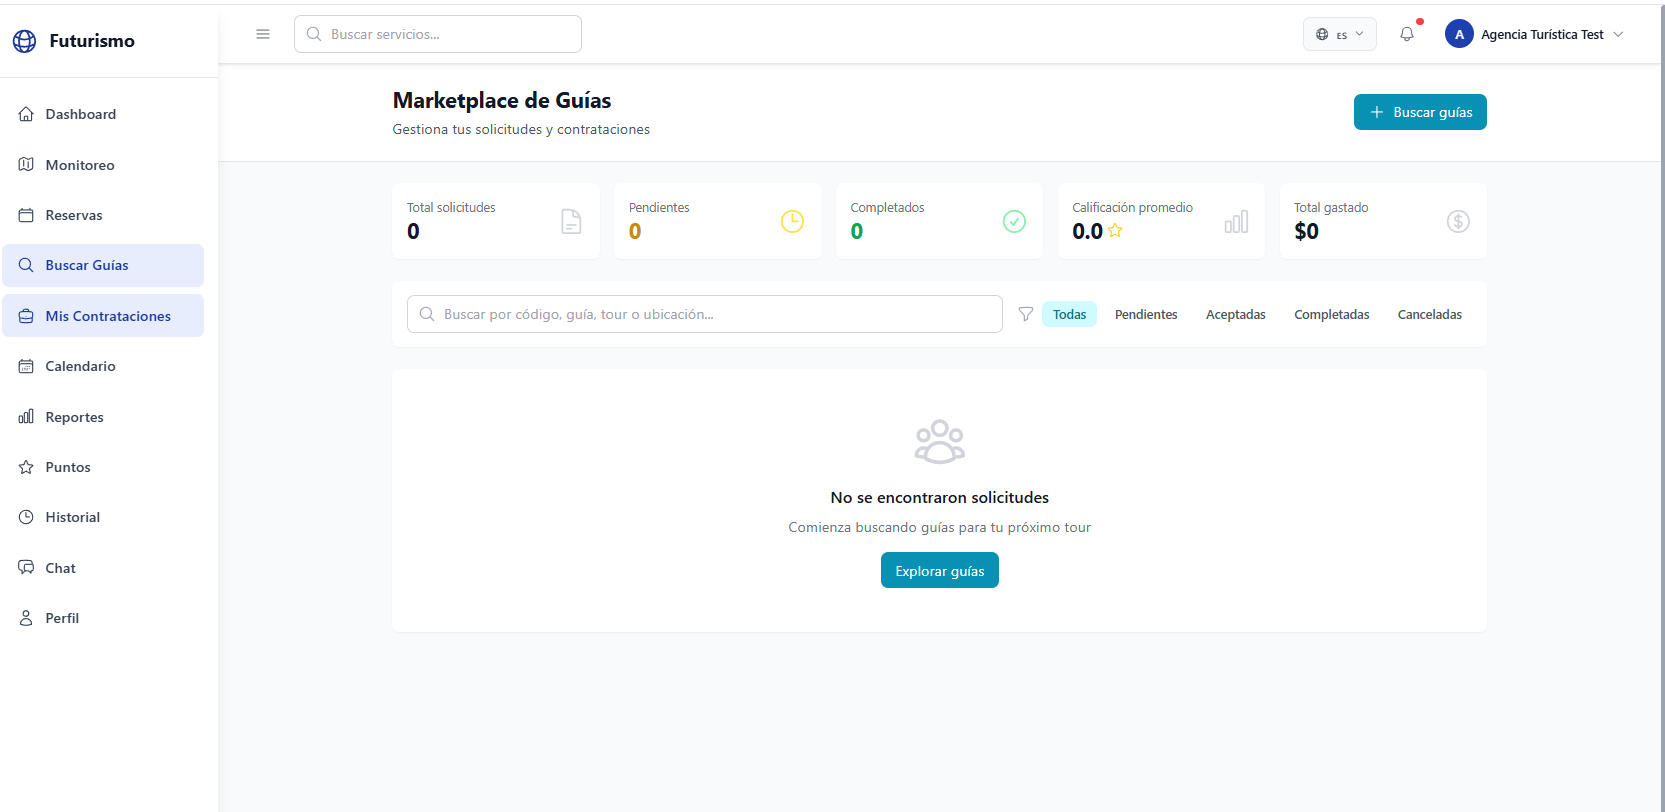 Futurismo
Buscar servicios...
ES
A
Agencia Turística Test
Dashboard
Monitoreo
Reservas
Buscar Guías
Mis Contrataciones
Calendario
Reportes
Puntos
Historial
Chat
Perfil
Marketplace de Guías
Gestiona tus solicitudes y contrataciones
Buscar guías
Total solicitudes
0
Pendientes
0
Completados
0
Calificación promedio
0.0
Total gastado
$0
Buscar por código, guía, tour o ubicación...
Todas
Pendientes
Aceptadas
Completadas
Canceladas
No se encontraron solicitudes
Comienza buscando guías para tu próximo tour
Explorar guías